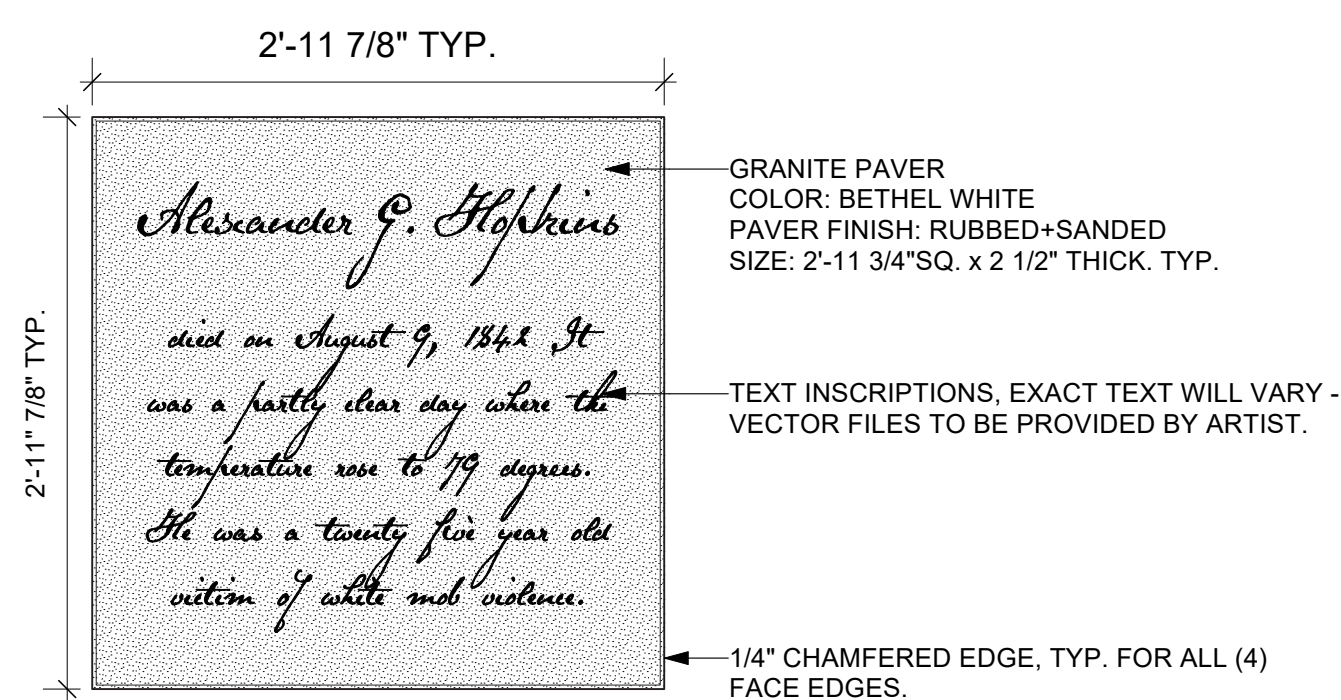 2'-11 7/8" TYP.
2'-11" 7/8" TYP.
Alexander G. Hopkins
died on August 9, 1842 It
was a partly clear day where the
temperature rose to 79 degrees.
He was a twenty five year old
victim of white mob violence.
GRANITE PAVER
COLOR: BETHEL WHITE
PAVER FINISH: RUBBED+SANDED
SIZE: 2'-11 3/4"SQ. x 2 1/2" THICK. TYP.
TEXT INSCRIPTIONS, EXACT TEXT WILL VARY -
VECTOR FILES TO BE PROVIDED BY ARTIST.
1/4" CHAMFERED EDGE, TYP. FOR ALL (4)
FACE EDGES.